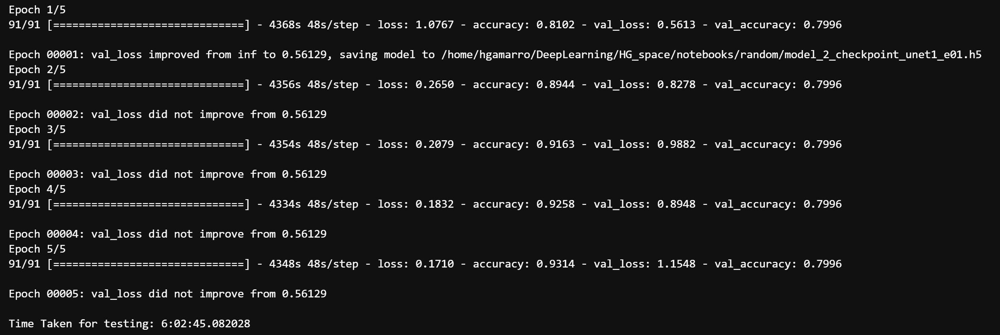 Epoch 1/5
91/91 [==============================] - 4368s 48s/step - loss: 1.0767 - accuracy: 0.8102 - val_loss: 0.5613 - val_accuracy: 0.7996
Epoch 00001: val_loss improved from inf to 0.56129, saving model to /home/hgamarro/DeepLearning/HG_space/notebooks/random/model_2_checkpoint_unet1_e01.h5
Epoch 2/5
91/91 [==============================] - 4356s 48s/step - loss: 0.2650 - accuracy: 0.8944 - val_loss: 0.8278 - val_accuracy: 0.7996
Epoch 00002: val_loss did not improve from 0.56129
Epoch 3/5
91/91 [==============================] - 4354s 48s/step - loss: 0.2079 - accuracy: 0.9163 - val_loss: 0.9882 - val_accuracy: 0.7996
Epoch 00003: val_loss did not improve from 0.56129
Epoch 4/5
91/91 [==============================] - 4334s 48s/step - loss: 0.1832 - accuracy: 0.9258 - val_loss: 0.8948 - val_accuracy: 0.7996
Epoch 00004: val_loss did not improve from 0.56129
Epoch 5/5
91/91 [==============================] - 4348s 48s/step - loss: 0.1710 - accuracy: 0.9314 - val_loss: 1.1548 - val_accuracy: 0.7996
Epoch 00005: val_loss did not improve from 0.56129
Time Taken for testing: 6:02:45.082028